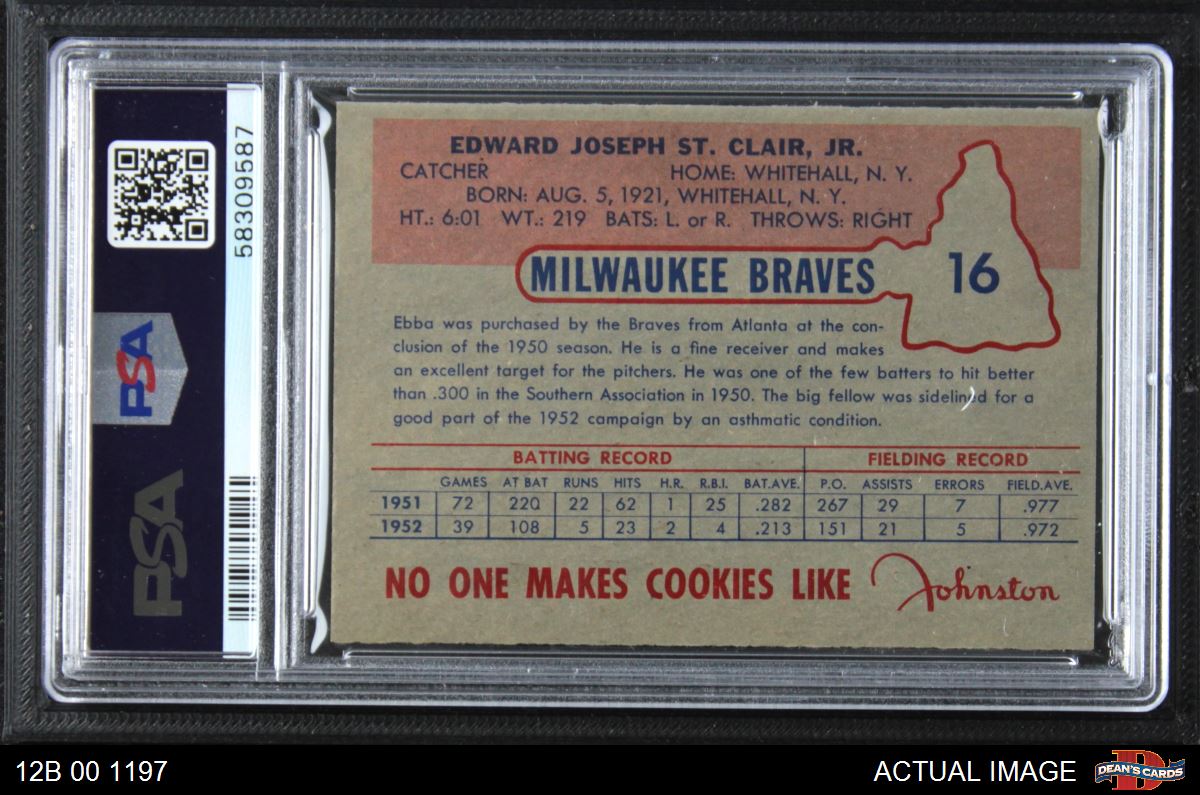 58309587
PSA
PSA
EDWARD JOSEPH ST. CLAIR, JR.
CATCHER HOME: WHITEHALL, N. Y.
BORN: AUG. 5, 1921, WHITEHALL, N. Y.
HT.: 6:01 WT.: 219 BATS: L. or R. THROWS: RIGHT
MILWAUKEE BRAVES 16
Ebba was purchased by the Braves from Atlanta at the con-
clusion of the 1950 season. He is a fine receiver and makes
an excellent target for the pitchers. He was one of the few batters to hit better
than .300 in the Southern Association in 1950. The big fellow was sidelined for a
good part of the 1952 campaign by an asthmatic condition.
BATTING RECORD FIELDING RECORD
GAMES AT BAT RUNS HITS H.R. R.B.I. BAT.AVE. P.O. ASSISTS ERRORS FIELD.AVE.
1951 72 220 22 62 1 25 .282 267 29 7 .977
1952 39 108 5 23 2 4 .213 151 21 5 .972
NO ONE MAKES COOKIES LIKE Johnston
12B 00 1197 ACTUAL IMAGE D DEAN'S CARDS